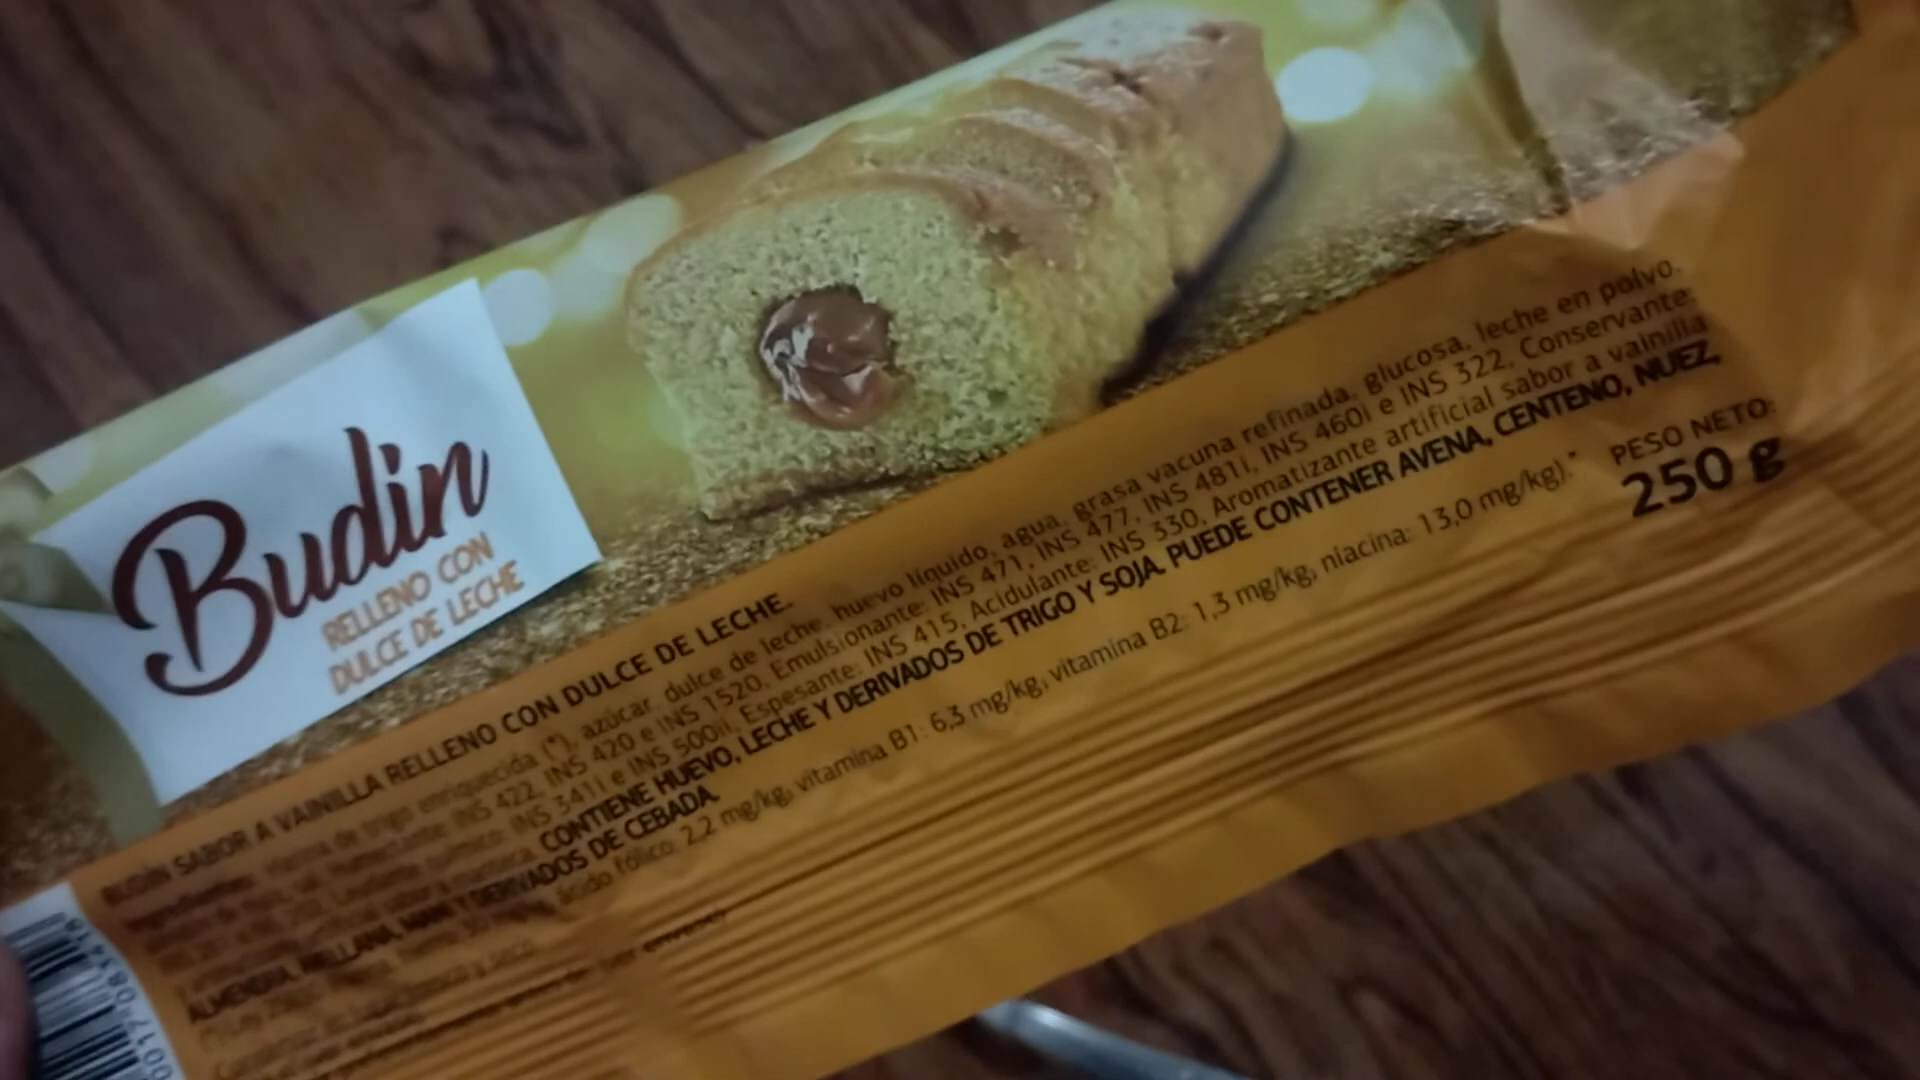 Budín
RELLENO CON
DULCE DE LECHE
BUDÍN SABOR A VAINILLA RELLENO CON DULCE DE LECHE.
Ingredientes: Harina de trigo enriquecida (*), azúcar, dulce de leche, huevo líquido, agua, grasa vacuna refinada, glucosa, leche en polvo,
sal, Humectante: INS 422, INS 420 e INS 1520, Emulsionante: INS 471, INS 477, INS 481i, INS 460i e INS 322, Conservante:
INS 341i e INS 500ii, Espesante: INS 415, Acidulante: INS 330, Aromatizante artificial sabor a vainilla
CONTIENE HUEVO, LECHE Y DERIVADOS DE TRIGO Y SOJA. PUEDE CONTENER AVENA, CENTENO, NUEZ,
ALMENDRA, AVELLANA, MANÍ Y DERIVADOS DE CEBADA.
ácido fólico: 2,2 mg/kg, vitamina B1: 6,3 mg/kg, vitamina B2: 1,3 mg/kg, niacina: 13,0 mg/kg)."
PESO NETO:
250 g